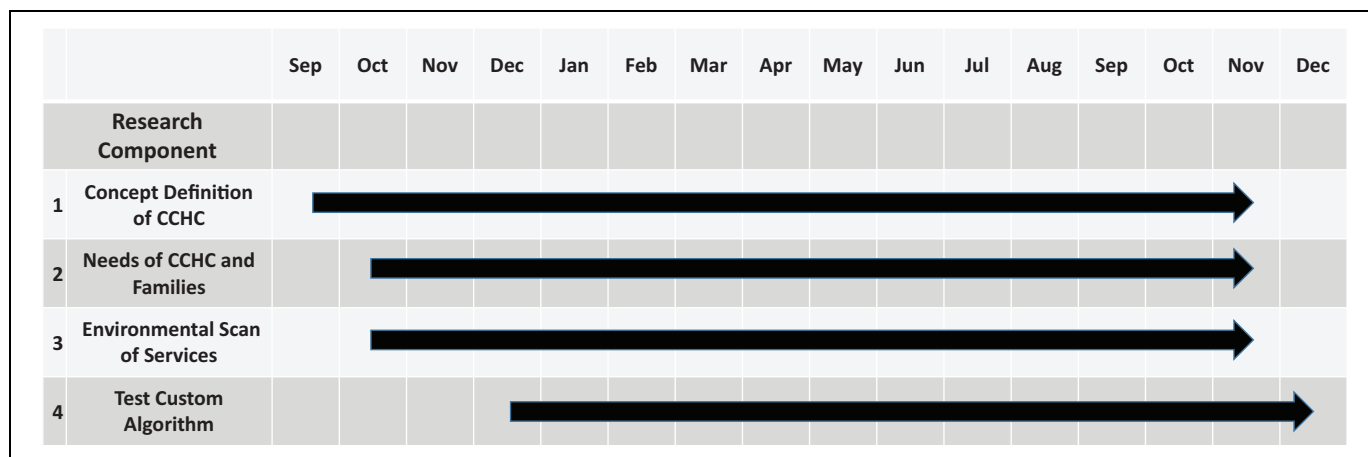 Sep Oct Nov Dec Jan Feb Mar Apr May Jun Jul Aug Sep Oct Nov Dec
Research
Component
1 Concept Definition
of CCHC
2 Needs of CCHC and
Families
3 Environmental Scan
of Services
4 Test Custom
Algorithm